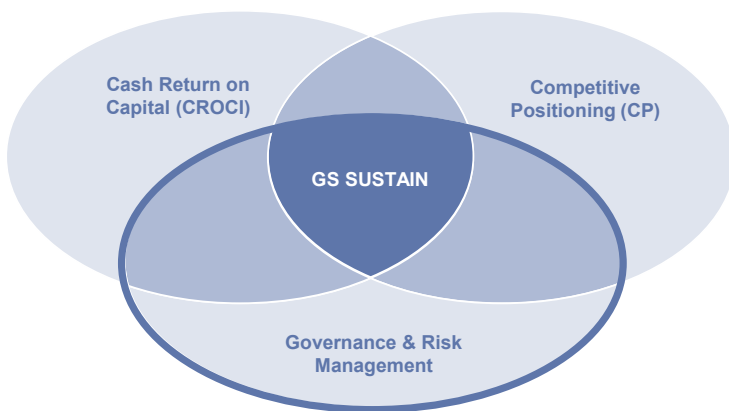 Cash Return on
Capital (CROCI)
Competitive
Positioning (CP)
GS SUSTAIN
Governance & Risk
Management